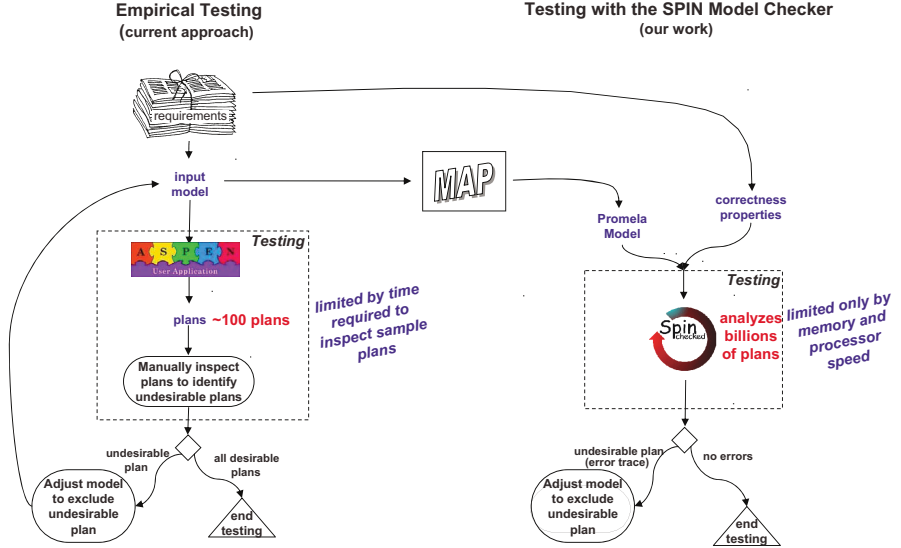 Empirical Testing
(current approach)
Testing with the SPIN Model Checker
(our work)
requirements
input
model
MAP
Promela
Model
correctness
properties
Testing
A S P E N
User Application
plans ~100 plans
Manually inspect
plans to identify
undesirable plans
limited by time
required to
inspect sample
plans
undesirable
plan
all desirable
plans
Adjust model
to exclude
undesirable
plan
end
testing
Testing
Spin
checked
analyzes
billions
of plans
limited only by
memory and
processor
speed
undesirable plan
(error trace)
no errors
Adjust model
to exclude
undesirable
plan
end
testing